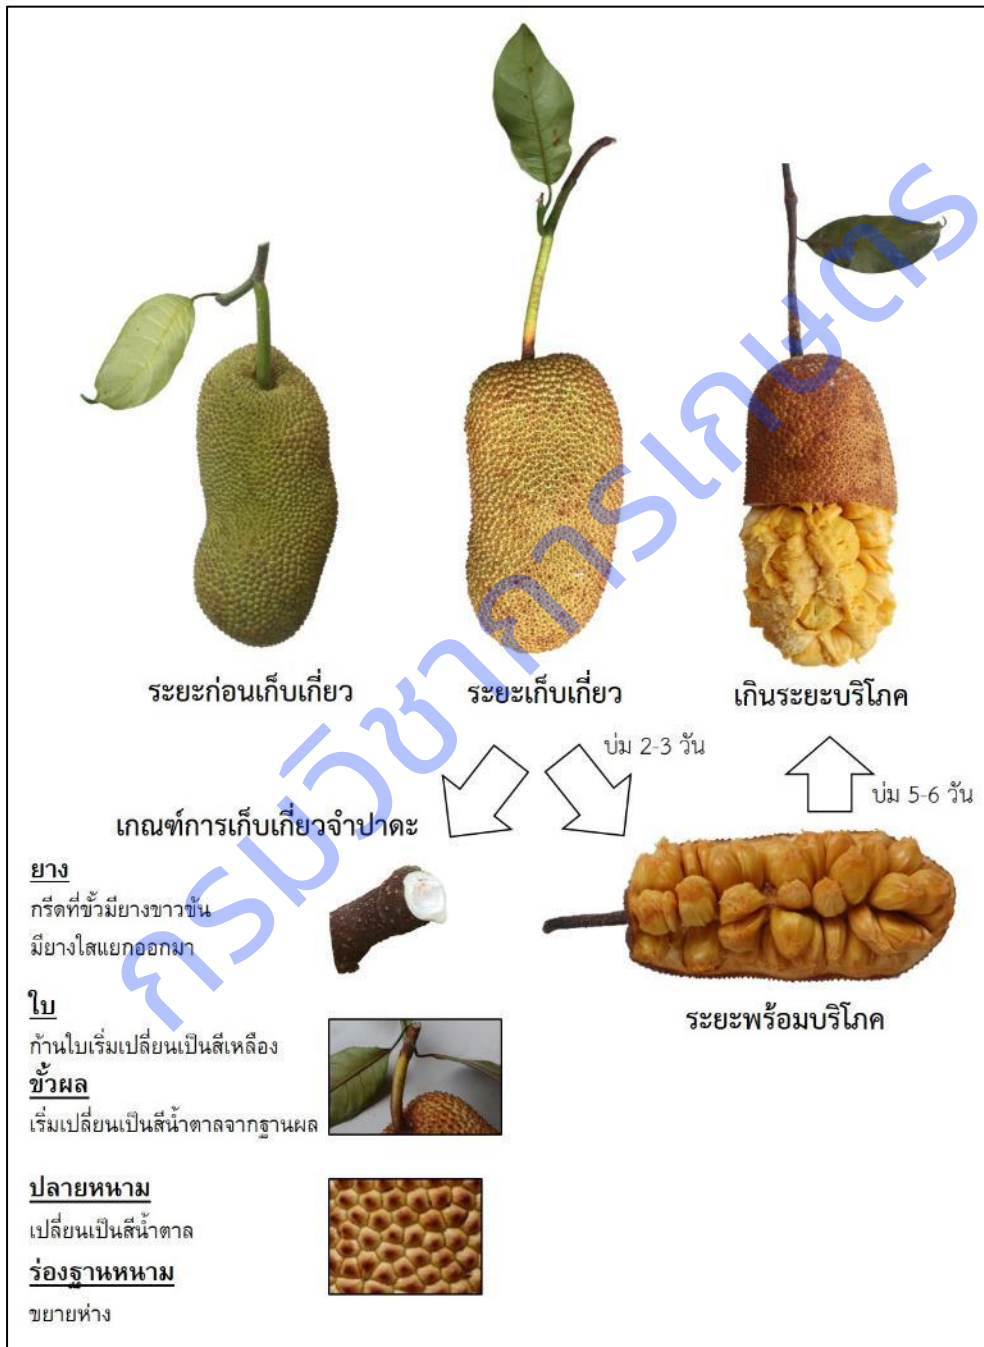 ระยะก่อนเก็บเกี่ยว
ระยะเก็บเกี่ยว
เกินระยะบริโภค
บ่ม 2-3 วัน
บ่ม 5-6 วัน
เกณฑ์การเก็บเกี่ยวจำปาดะ
ยาง
กรีดที่ขั้วมียางขาวข้น
มียางใสแยกออกมา
ระยะพร้อมบริโภค
ใบ
ก้านใบเริ่มเปลี่ยนเป็นสีเหลือง
ขั้วผล
เริ่มเปลี่ยนเป็นสีน้ำตาลจากฐานผล
ปลายหนาม
เปลี่ยนเป็นสีน้ำตาล
ร่องฐานหนาม
ขยายห่าง
กรมวิชาการเกษตร